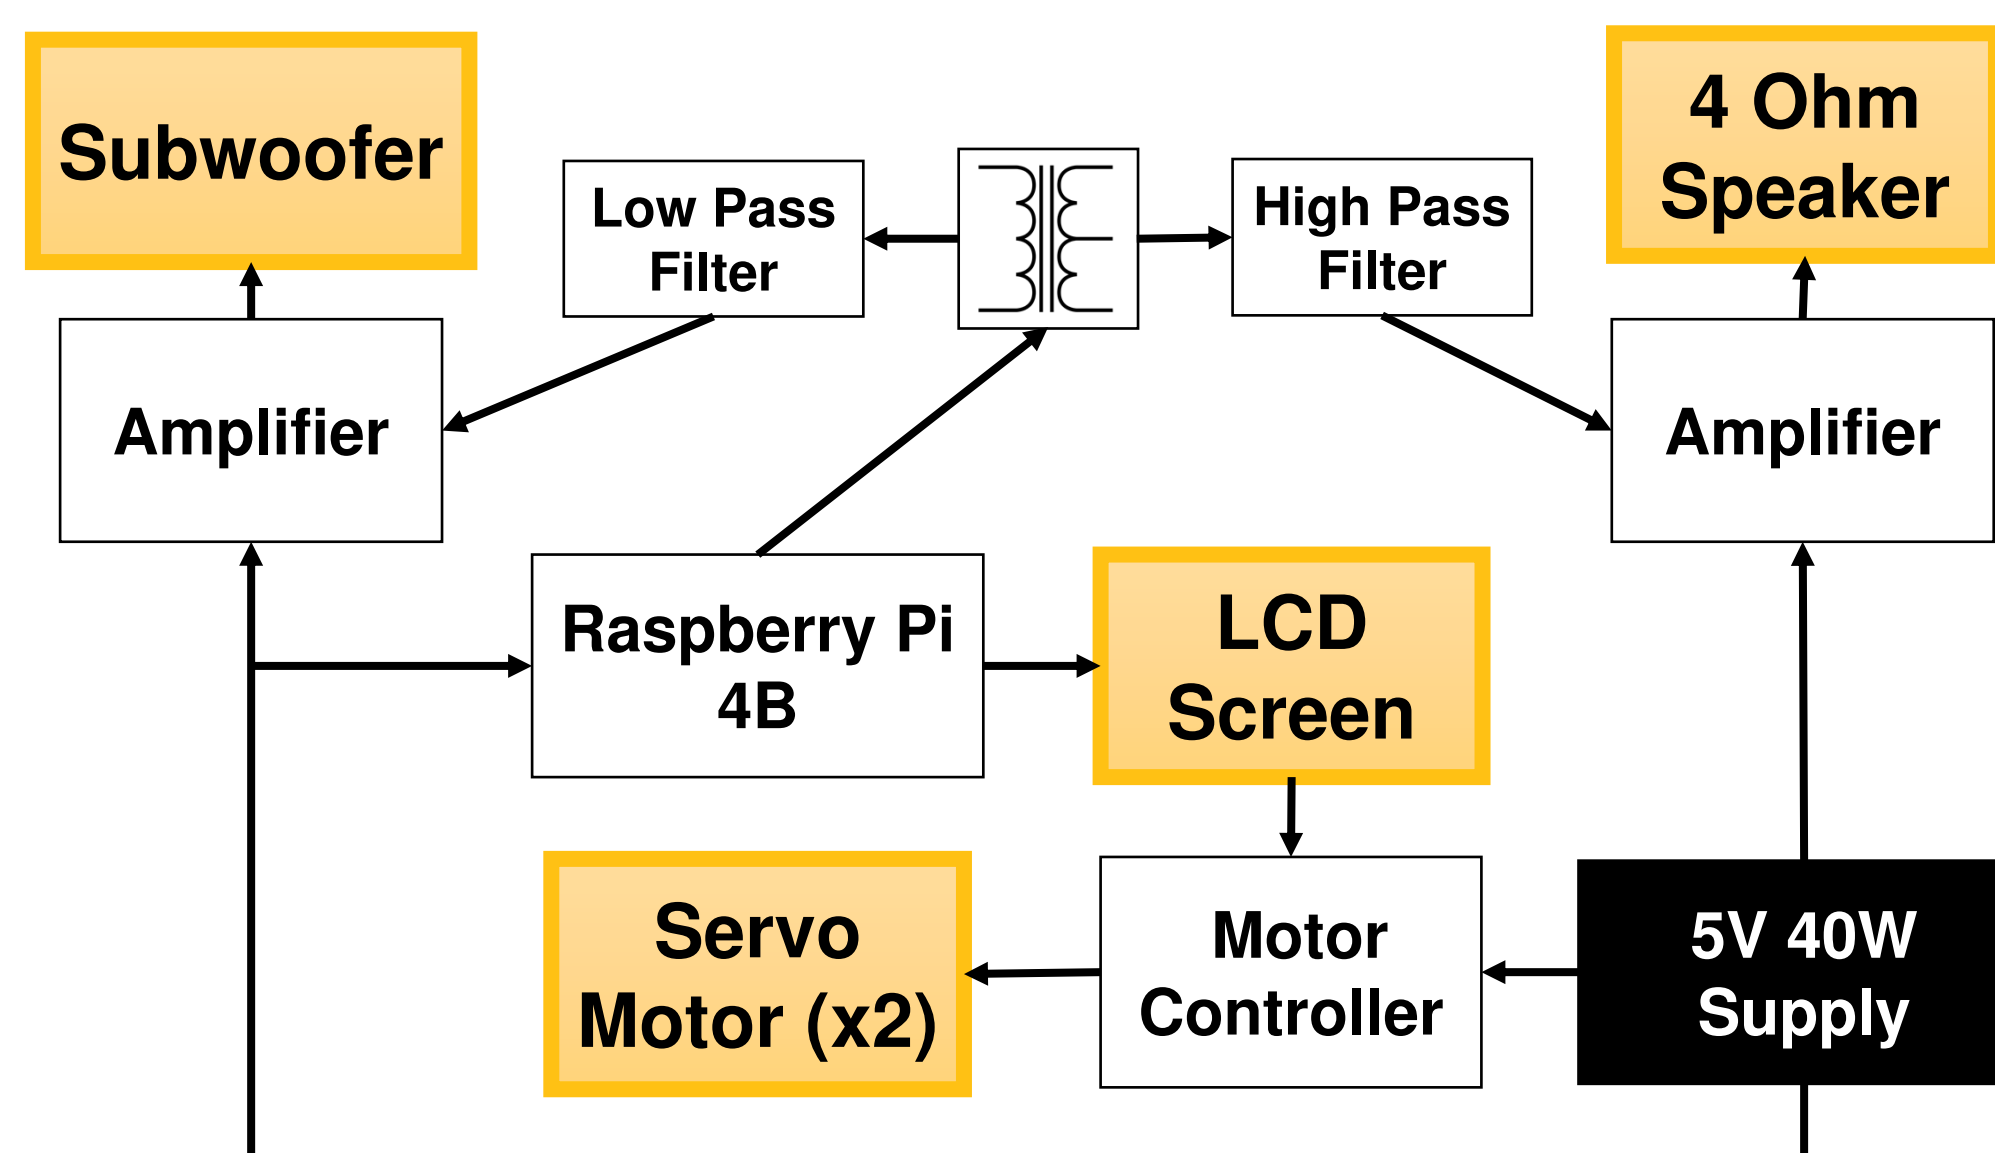 Subwoofer
4 Ohm
Speaker
Low Pass
Filter
High Pass
Filter
Amplifier
Amplifier
Raspberry Pi
4B
LCD
Screen
Servo
Motor (x2)
Motor
Controller
5V 40W
Supply